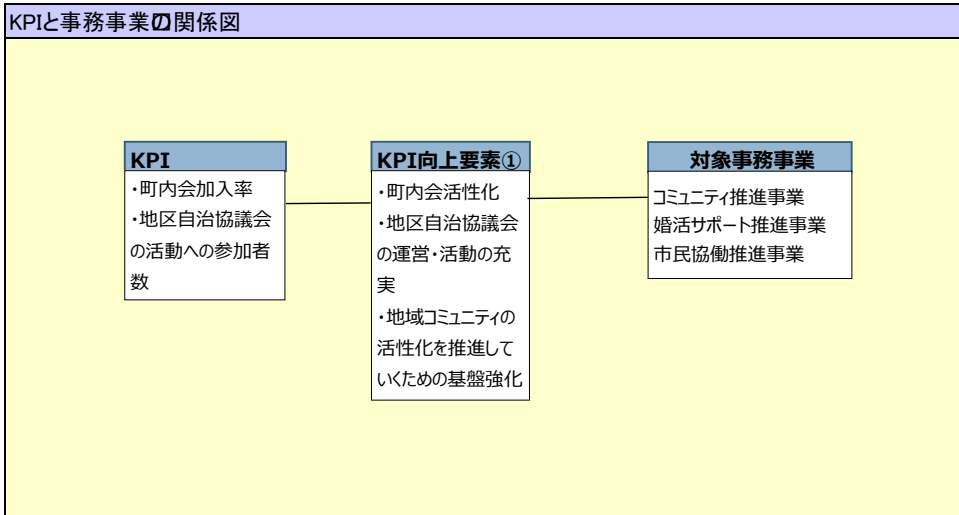 KPIと事務事業の関係図
KPI
・町内会加入率
・地区自治協議会
の活動への参加者
数
KPI向上要素①
・町内会活性化
・地区自治協議会
の運営・活動の充
実
・地域コミュニティの
活性化を推進して
いくための基盤強化
対象事務事業
コミュニティ推進事業
婚活サポート推進事業
市民協働推進事業